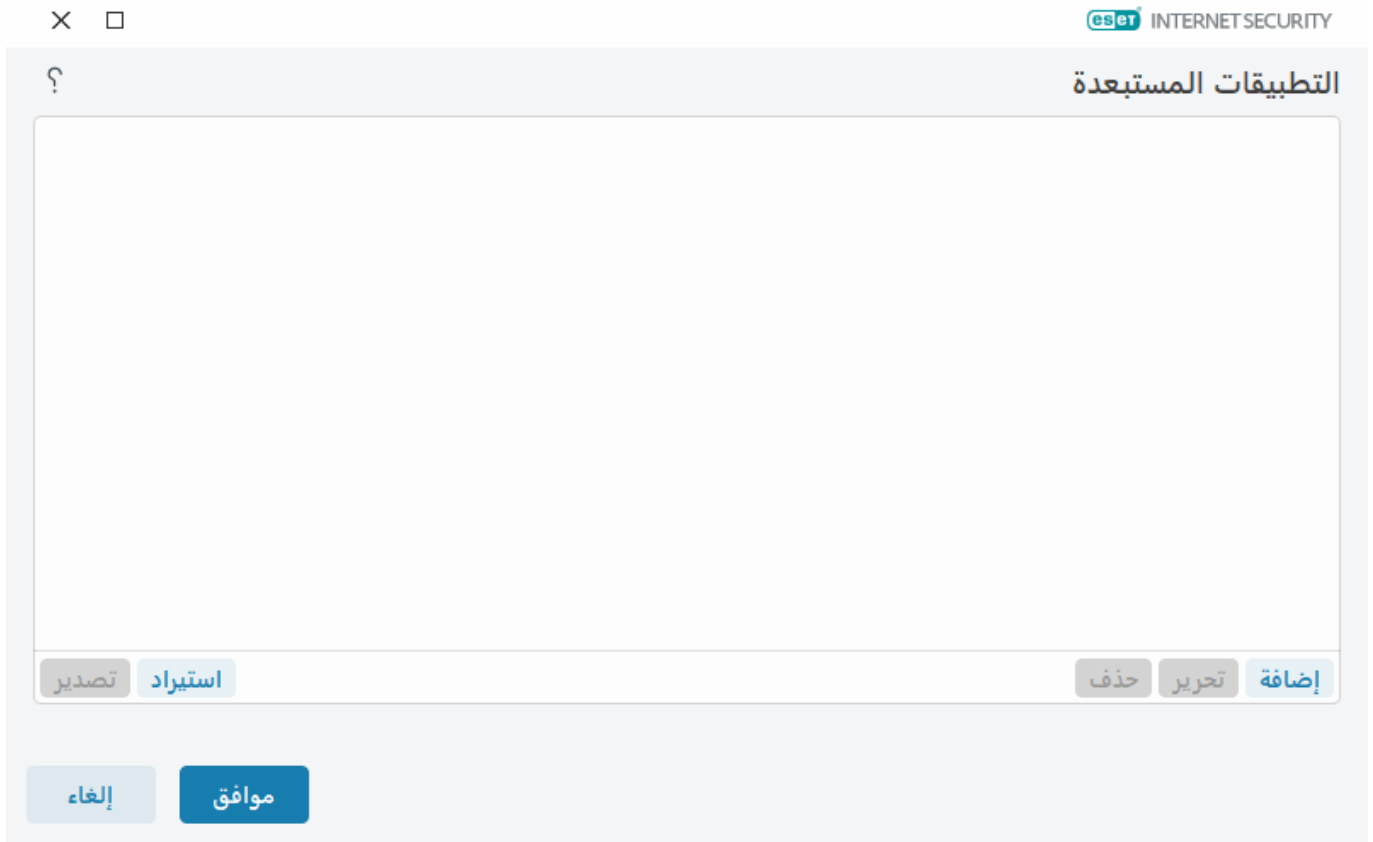 eset INTERNET SECURITY
التطبيقات المستبعدة ؟
إضافة تحرير حذف استيراد تصدير
موافق إلغاء